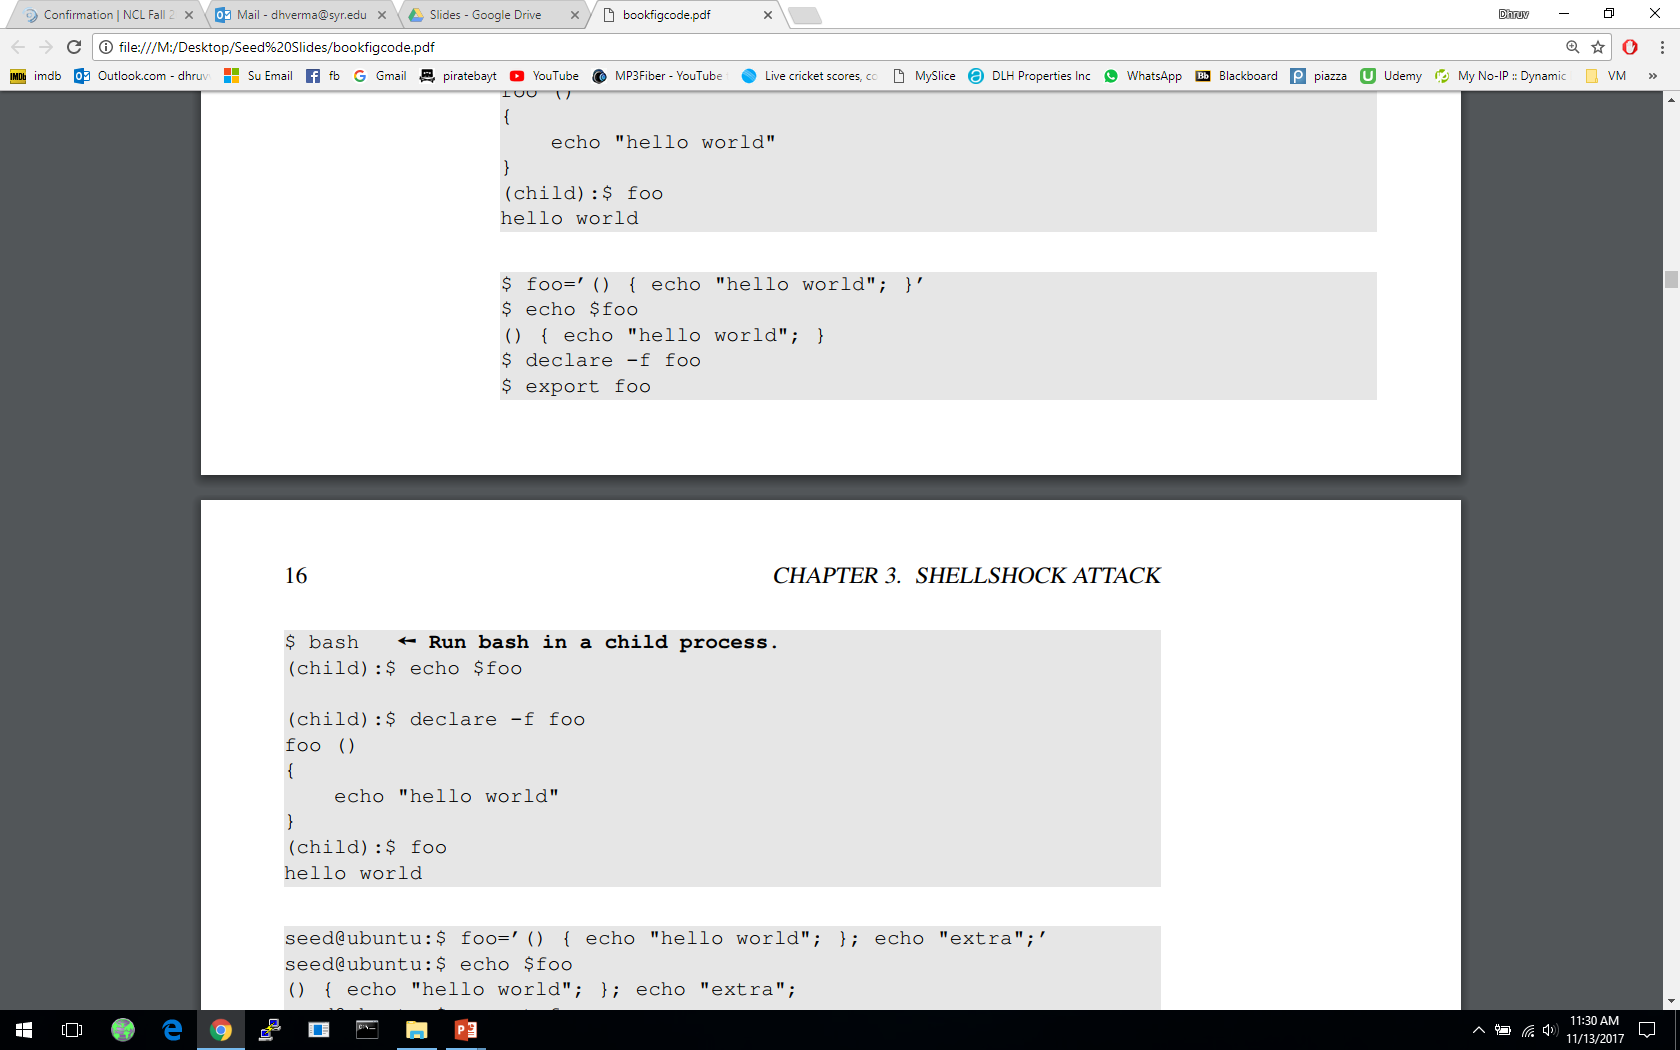 Confirmation | NCL Fall 2
Mail - dhverma@syr.edu
Slides - Google Drive
bookfigcode.pdf
Dhruv
file:///M:/Desktop/Seed%20Slides/bookfigcode.pdf
IMDb imdb
Outlook.com - dhruv
Su Email
fb
Gmail
piratebayt
YouTube
MP3Fiber - YouTube
Live cricket scores, co
MySlice
DLH Properties Inc
WhatsApp
Bb Blackboard
piazza
Udemy
My No-IP :: Dynamic
VM
»
foo ()
{
echo "hello world"
}
(child):$ foo
hello world
$ foo='() { echo "hello world"; }'
$ echo $foo
() { echo "hello world"; }
$ declare -f foo
$ export foo
16
CHAPTER 3. SHELLSHOCK ATTACK
$ bash ← Run bash in a child process.
(child):$ echo $foo
(child):$ declare -f foo
foo ()
{
echo "hello world"
}
(child):$ foo
hello world
seed@ubuntu:$ foo='() { echo "hello world"; }; echo "extra";'
seed@ubuntu:$ echo $foo
() { echo "hello world"; }; echo "extra";
11:30 AM
11/13/2017